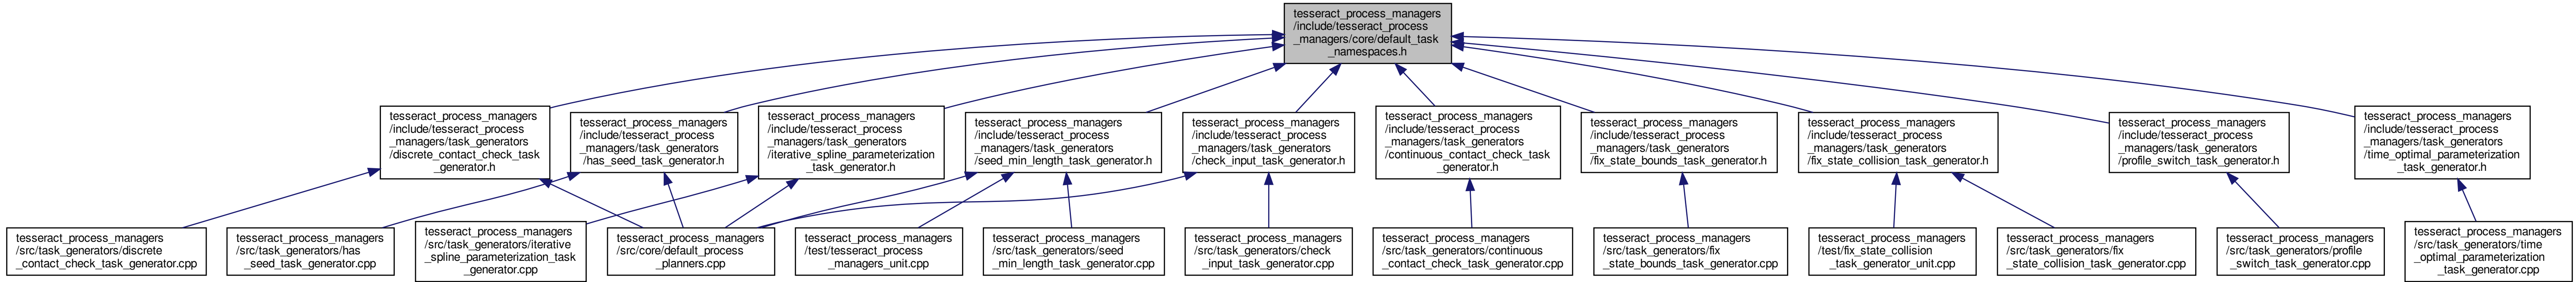 tesseract_process_managers
/include/tesseract_process
_managers/core/default_task
_namespaces.h
tesseract_process_managers
/include/tesseract_process
_managers/task_generators
/discrete_contact_check_task
_generator.h
tesseract_process_managers
/include/tesseract_process
_managers/task_generators
/has_seed_task_generator.h
tesseract_process_managers
/include/tesseract_process
_managers/task_generators
/iterative_spline_parameterization
_task_generator.h
tesseract_process_managers
/include/tesseract_process
_managers/task_generators
/seed_min_length_task_generator.h
tesseract_process_managers
/include/tesseract_process
_managers/task_generators
/check_input_task_generator.h
tesseract_process_managers
/include/tesseract_process
_managers/task_generators
/continuous_contact_check_task
_generator.h
tesseract_process_managers
/include/tesseract_process
_managers/task_generators
/fix_state_bounds_task_generator.h
tesseract_process_managers
/include/tesseract_process
_managers/task_generators
/fix_state_collision_task_generator.h
tesseract_process_managers
/include/tesseract_process
_managers/task_generators
/profile_switch_task_generator.h
tesseract_process_managers
/include/tesseract_process
_managers/task_generators
/time_optimal_parameterization
_task_generator.h
tesseract_process_managers
/src/task_generators/discrete
_contact_check_task_generator.cpp
tesseract_process_managers
/src/task_generators/has
_seed_task_generator.cpp
tesseract_process_managers
/src/task_generators/iterative
_spline_parameterization_task
_generator.cpp
tesseract_process_managers
/src/core/default_process
_planners.cpp
tesseract_process_managers
/test/tesseract_process
_managers_unit.cpp
tesseract_process_managers
/src/task_generators/seed
_min_length_task_generator.cpp
tesseract_process_managers
/src/task_generators/check
_input_task_generator.cpp
tesseract_process_managers
/src/task_generators/continuous
_contact_check_task_generator.cpp
tesseract_process_managers
/src/task_generators/fix
_state_bounds_task_generator.cpp
tesseract_process_managers
/test/fix_state_collision
_task_generator_unit.cpp
tesseract_process_managers
/src/task_generators/fix
_state_collision_task_generator.cpp
tesseract_process_managers
/src/task_generators/profile
_switch_task_generator.cpp
tesseract_process_managers
/src/task_generators/time
_optimal_parameterization
_task_generator.cpp